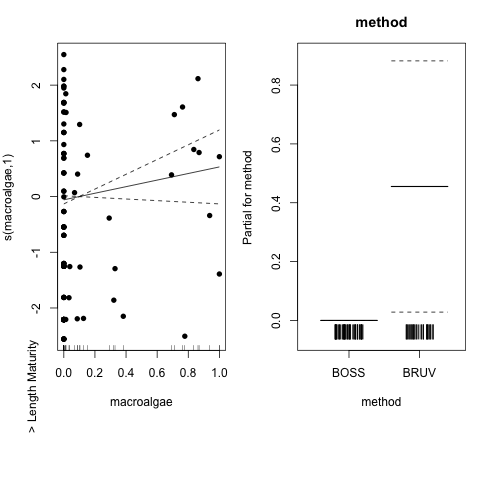 method
> Length Maturity
s(macroalgae,1)
2
1
0
-1
-2
0.0 0.2 0.4 0.6 0.8 1.0
macroalgae
Partial for method
0.8
0.6
0.4
0.2
0.0
BOSS BRUV
method